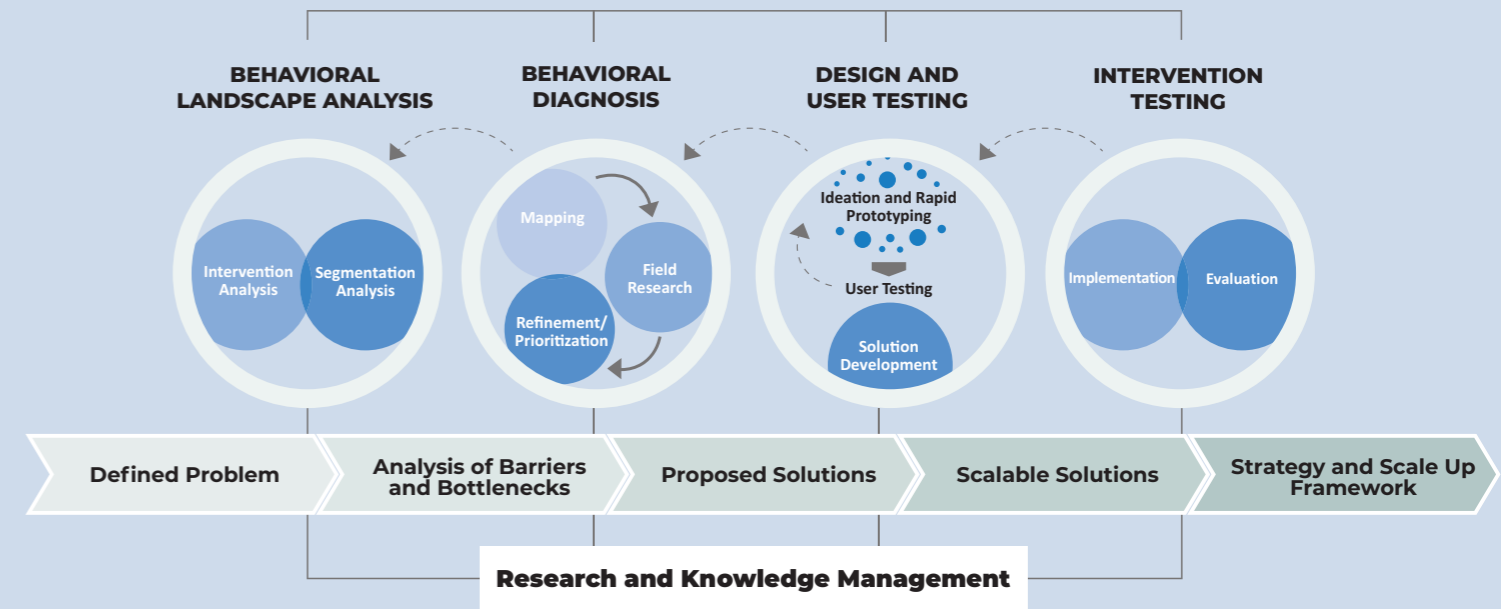 BEHAVIORAL
LANDSCAPE ANALYSIS
BEHAVIORAL
DIAGNOSIS
DESIGN AND
USER TESTING
INTERVENTION
TESTING
Intervention
Analysis
Segmentation
Analysis
Mapping
Field
Research
Refinement/
Prioritization
Ideation and Rapid
Prototyping
User Testing
Solution
Development
Implementation
Evaluation
Defined Problem
Analysis of Barriers
and Bottlenecks
Proposed Solutions
Scalable Solutions
Strategy and Scale Up
Framework
Research and Knowledge Management